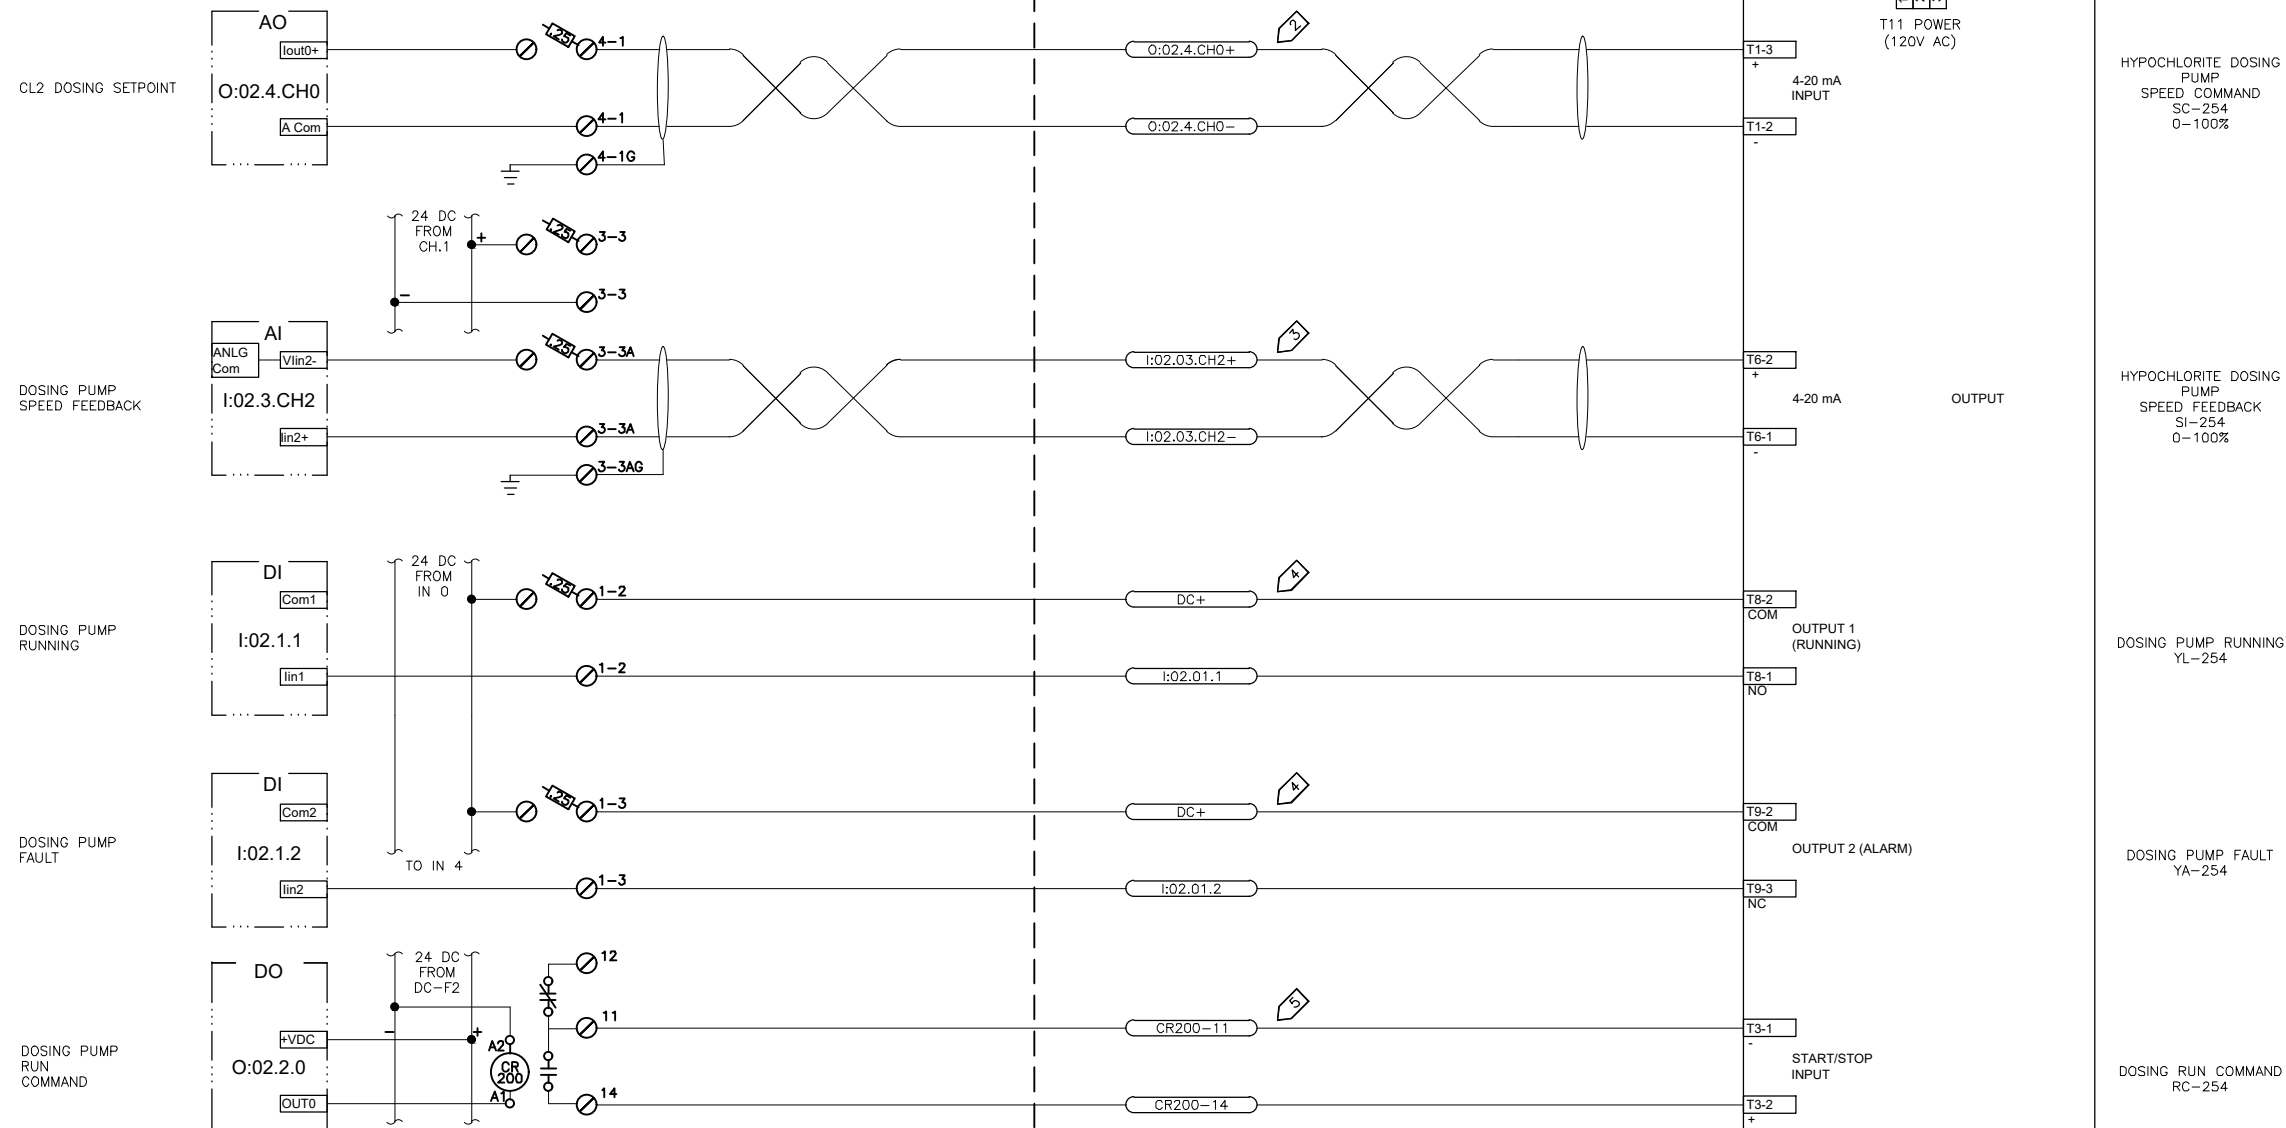 AO
Iout0+
CL2 DOSING SETPOINT
O:02.4.CH0
A Com
.25
4-1
4-1
4-1G
O:02.4.CH0+
O:02.4.CH0-
2
T1-3
+
4-20 mA
INPUT
T1-2
-
T11 POWER
(120V AC)
HYPOCHLORITE DOSING
PUMP
SPEED COMMAND
SC-254
0-100%
24 DC
FROM
CH.1
+
-
.25
3-3
3-3
AI
ANLG
Com
VIin2-
DOSING PUMP
SPEED FEEDBACK
I:02.3.CH2
Iin2+
.25
3-3A
3-3A
3-3AG
I:02.03.CH2+
I:02.03.CH2-
3
T6-2
+
4-20 mA
OUTPUT
T6-1
-
HYPOCHLORITE DOSING
PUMP
SPEED FEEDBACK
SI-254
0-100%
DI
Com1
DOSING PUMP
RUNNING
I:02.1.1
Iin1
24 DC
FROM
IN 0
.25
1-2
1-2
DC+
I:02.01.1
4
T8-2
COM
OUTPUT 1
(RUNNING)
T8-1
NO
DOSING PUMP RUNNING
YL-254
DI
Com2
DOSING PUMP
FAULT
I:02.1.2
Iin2
TO IN 4
.25
1-3
1-3
DC+
I:02.01.2
4
T9-2
COM
OUTPUT 2 (ALARM)
T9-3
NC
DOSING PUMP FAULT
YA-254
DO
+VDC
DOSING PUMP
RUN
COMMAND
O:02.2.0
OUT0
24 DC
FROM
DC-F2
-
+
A2
CR
200
A1
12
11
14
CR200-11
CR200-14
5
T3-1
-
START/STOP
INPUT
T3-2
+
DOSING RUN COMMAND
RC-254